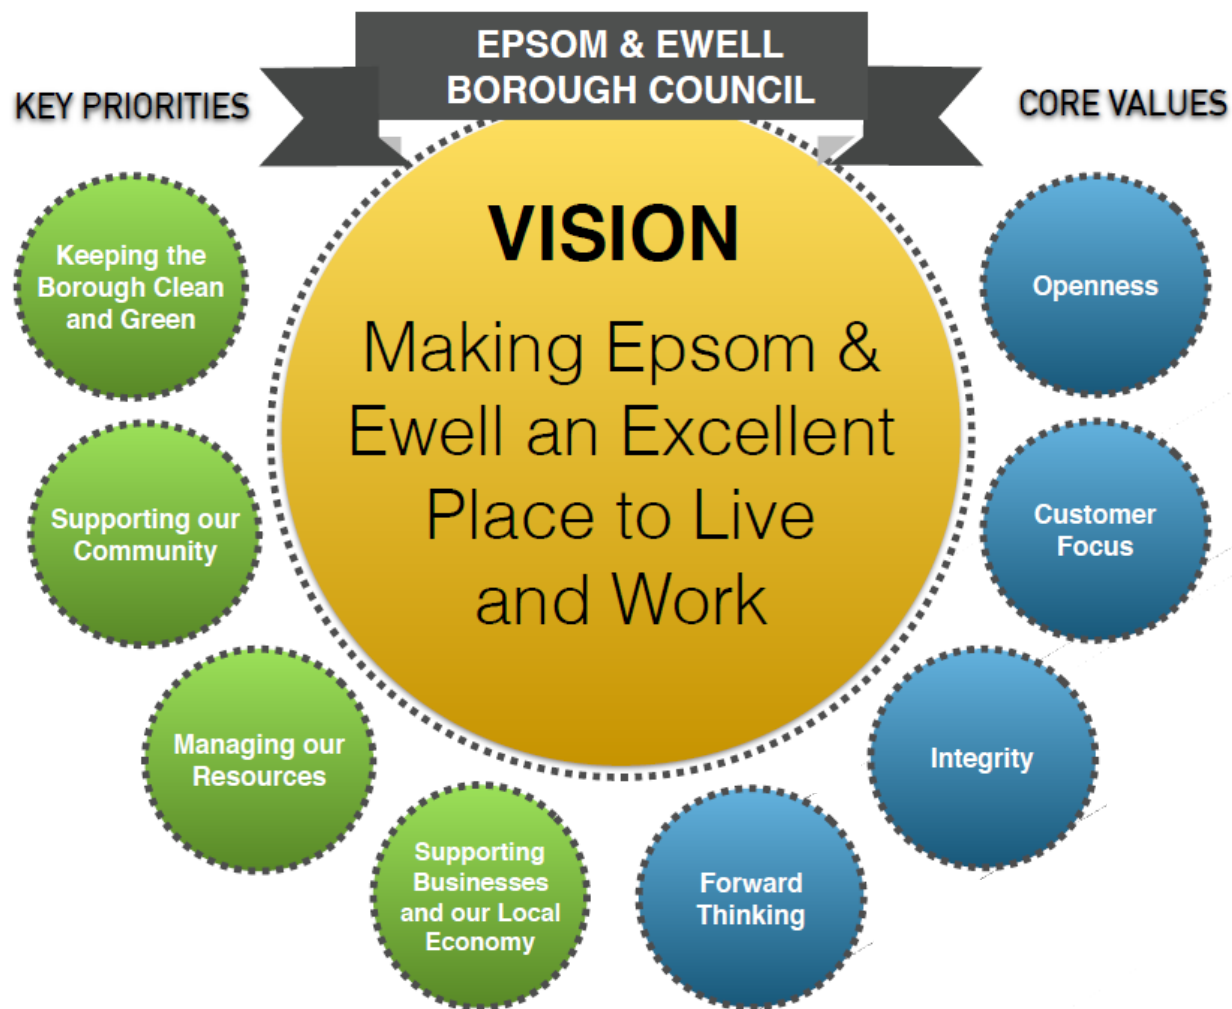 EPSOM & EWELL
BOROUGH COUNCIL
KEY PRIORITIES
CORE VALUES
VISION
Making Epsom &
Ewell an Excellent
Place to Live
and Work
Keeping the
Borough Clean
and Green
Supporting our
Community
Managing our
Resources
Supporting
Businesses
and our Local
Economy
Openness
Customer
Focus
Integrity
Forward
Thinking